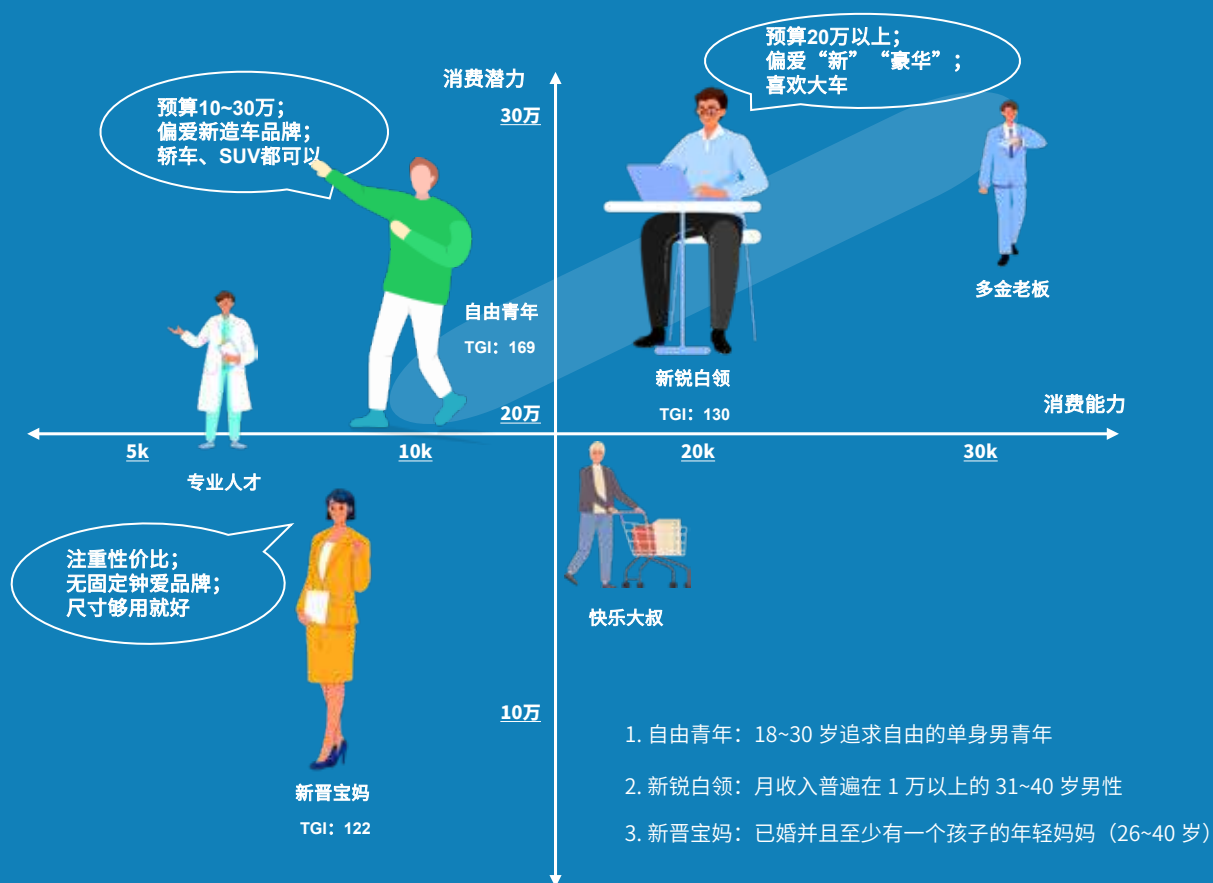 预算20万以上；
偏爱“新”“豪华”；
喜欢大车
消费潜力
预算10~30万；
偏爱新造车品牌；
轿车、SUV都可以
30万
多金老板
自由青年
TGI：169
新锐白领
TGI：130
20万
消费能力
5k
10k
20k
30k
专业人才
注重性价比；
无固定钟爱品牌；
尺寸够用就好
快乐大叔
10万
1. 自由青年：18~30 岁追求自由的单身男青年
2. 新锐白领：月收入普遍在 1 万以上的 31~40 岁男性
新晋宝妈
TGI：122
3. 新晋宝妈：已婚并且至少有一个孩子的年轻妈妈（26~40 岁）